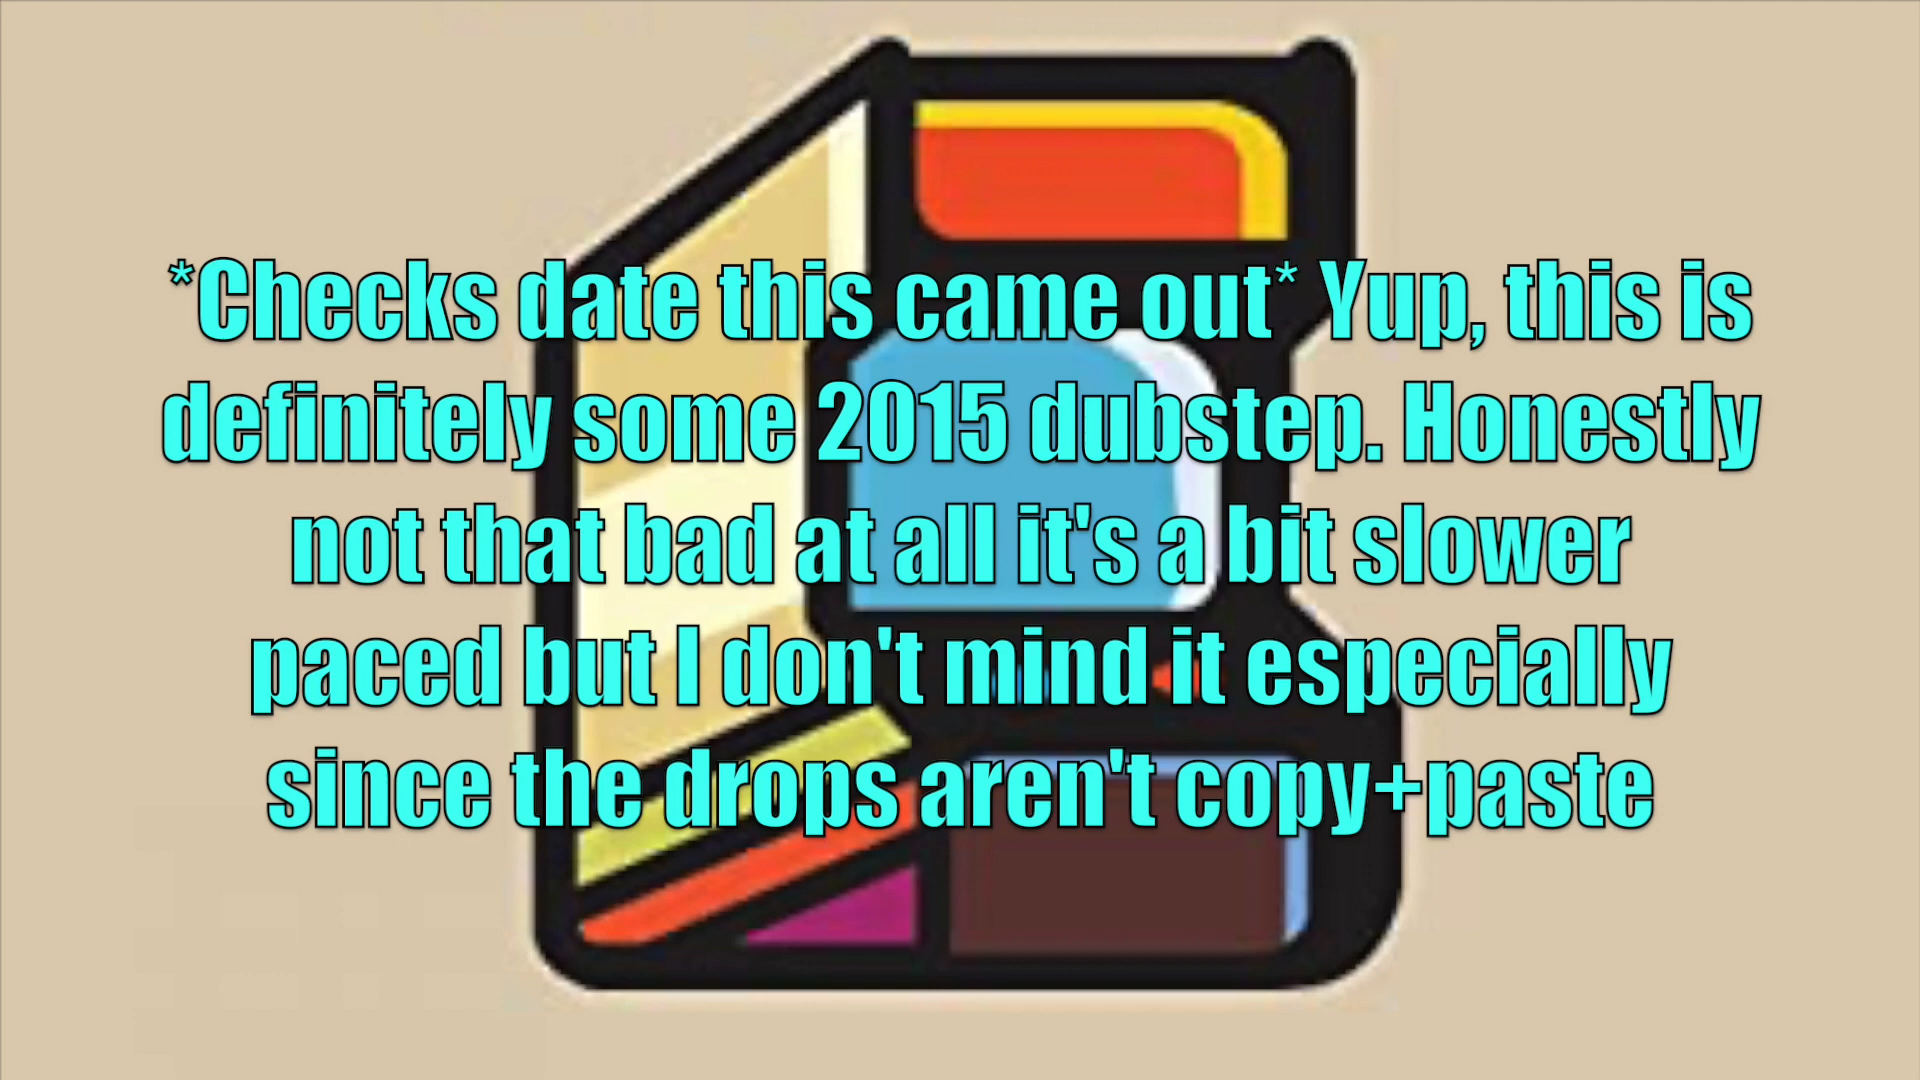 *Checks date this came out* Yup, this is
definitely some 2015 dubstep. Honestly
not that bad at all it's a bit slower
paced but I don't mind it especially
since the drops aren't copy+paste